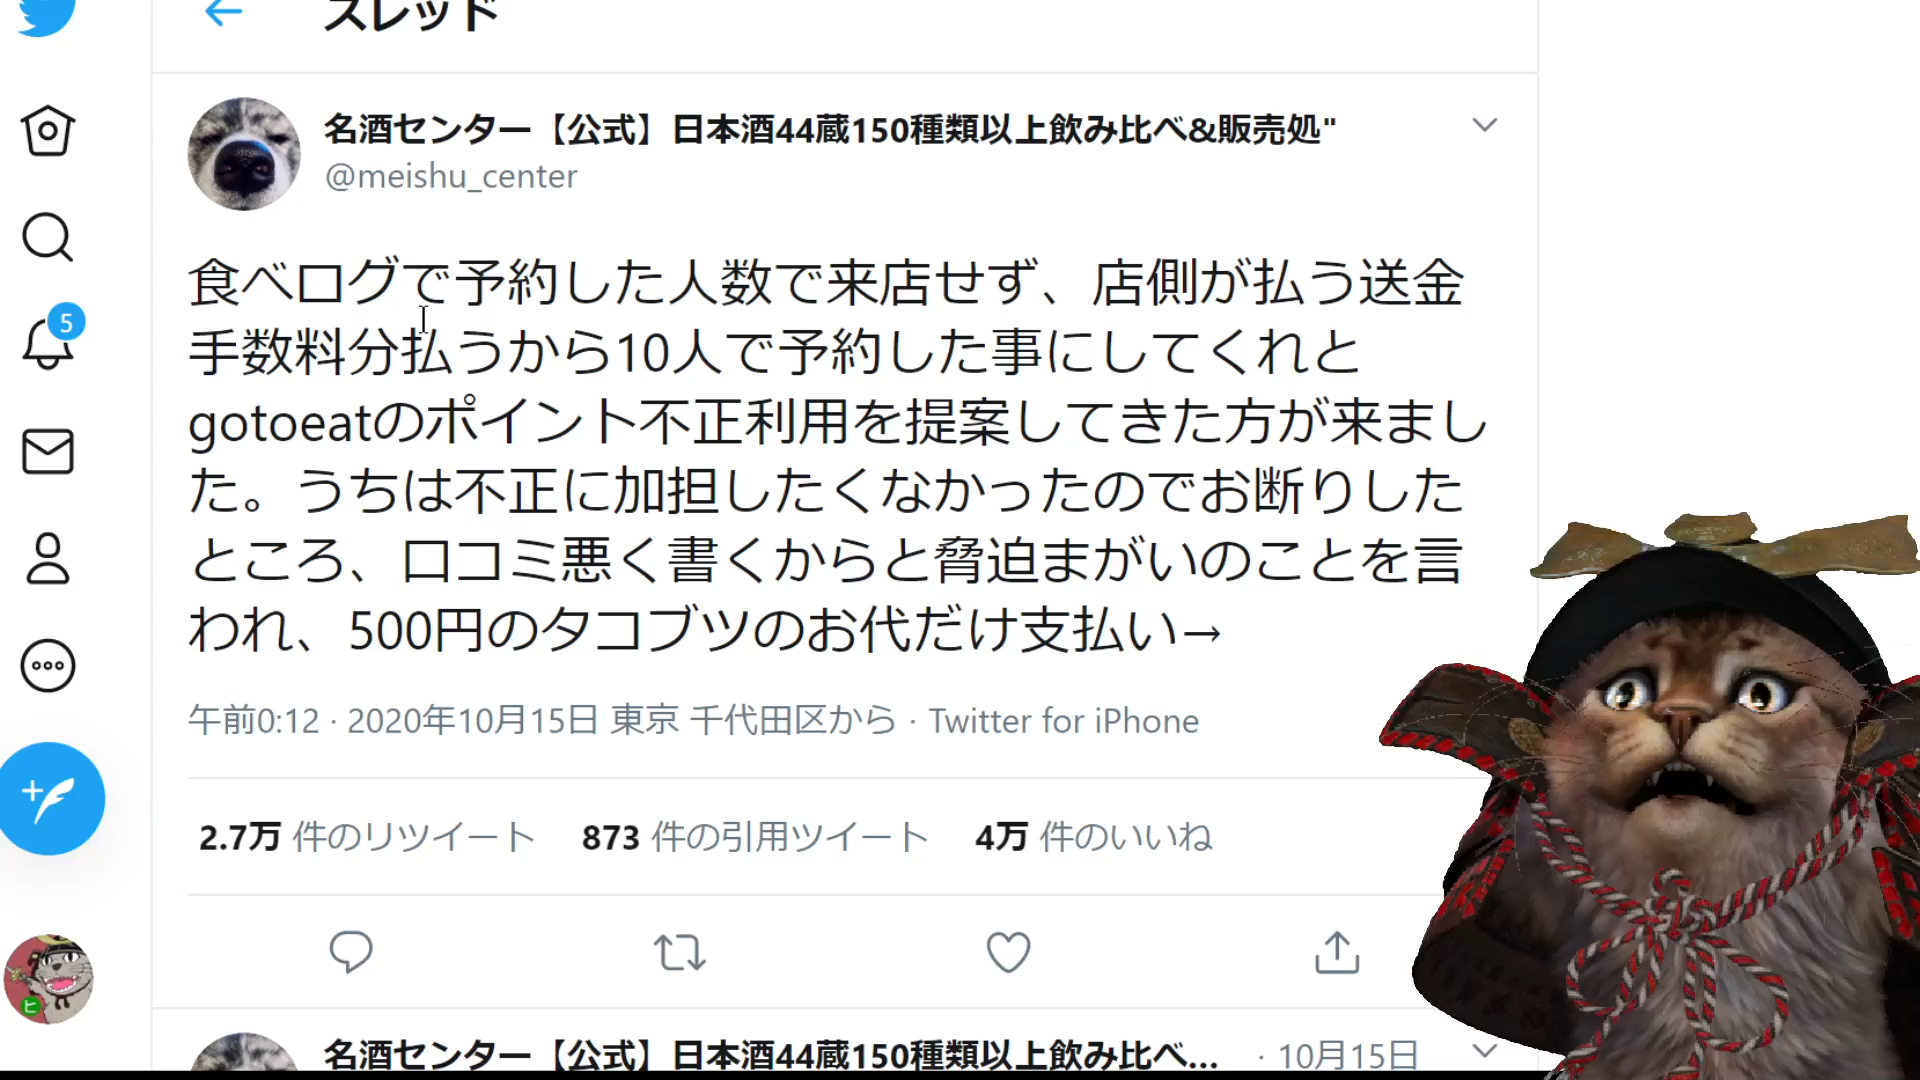 スレッド
名酒センター【公式】日本酒44蔵150種類以上飲み比べ&販売処"
@meishu_center
5
食べログで予約した人数で来店せず、店側が払う送金
手数料分払うから10人で予約した事にしてくれと
gotoeatのポイント不正利用を提案してきた方が来まし
た。うちは不正に加担したくなかったのでお断りした
ところ、口コミ悪く書くからと脅迫まがいのことを言
われ、500円のタコブツのお代だけ支払い→
午前0:12 · 2020年10月15日 東京 千代田区から · Twitter for iPhone
2.7万 件のリツイート 873 件の引用ツイート 4万 件のいいね
ヒ
名酒センター【公式】日本酒44蔵150種類以上飲み比べ... · 10月15日